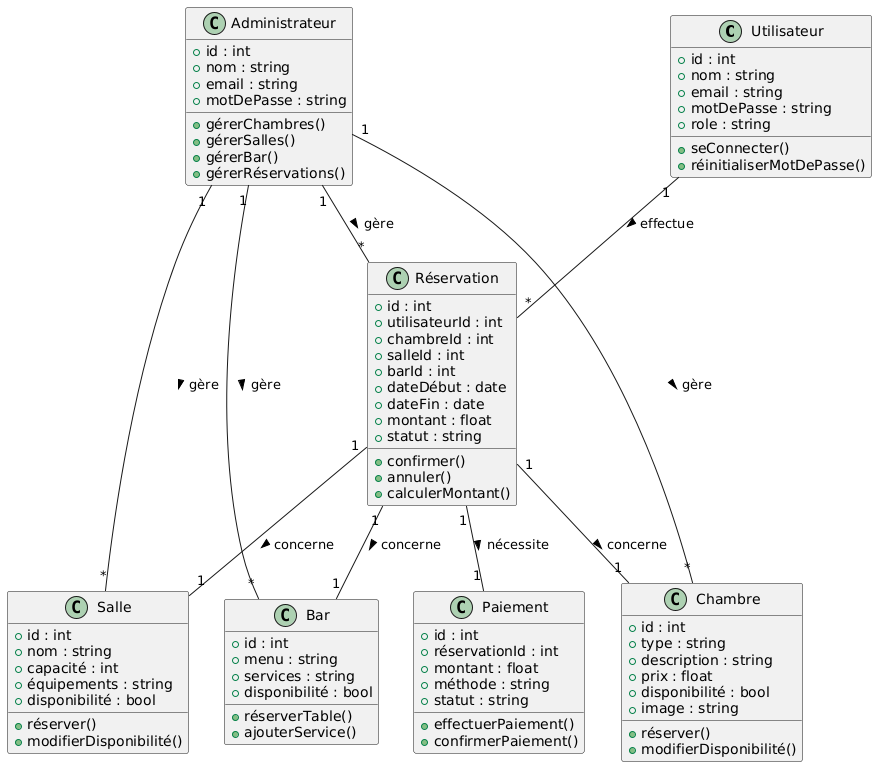 C Administrateur
id : int
nom : string
email : string
motDePasse : string
gérerChambres()
gérerSalles()
gérerBar()
gérerRéservations()
C Utilisateur
id : int
nom : string
email : string
motDePasse : string
role : string
seConnecter()
réinitialiserMotDePasse()
1
1
1
1
1
gère
effectue
*
*
C Réservation
id : int
utilisateurId : int
chambreId : int
salleId : int
barId : int
dateDébut : date
dateFin : date
montant : float
statut : string
confirmer()
annuler()
calculerMontant()
gère
gère
gère
1
1
1
1
concerne
concerne
nécessite
concerne
*
1
*
1
1
1
*
C Salle
id : int
nom : string
capacité : int
équipements : string
disponibilité : bool
réserver()
modifierDisponibilité()
C Bar
id : int
menu : string
services : string
disponibilité : bool
réserverTable()
ajouterService()
C Paiement
id : int
réservationId : int
montant : float
méthode : string
statut : string
effectuerPaiement()
confirmerPaiement()
C Chambre
id : int
type : string
description : string
prix : float
disponibilité : bool
image : string
réserver()
modifierDisponibilité()